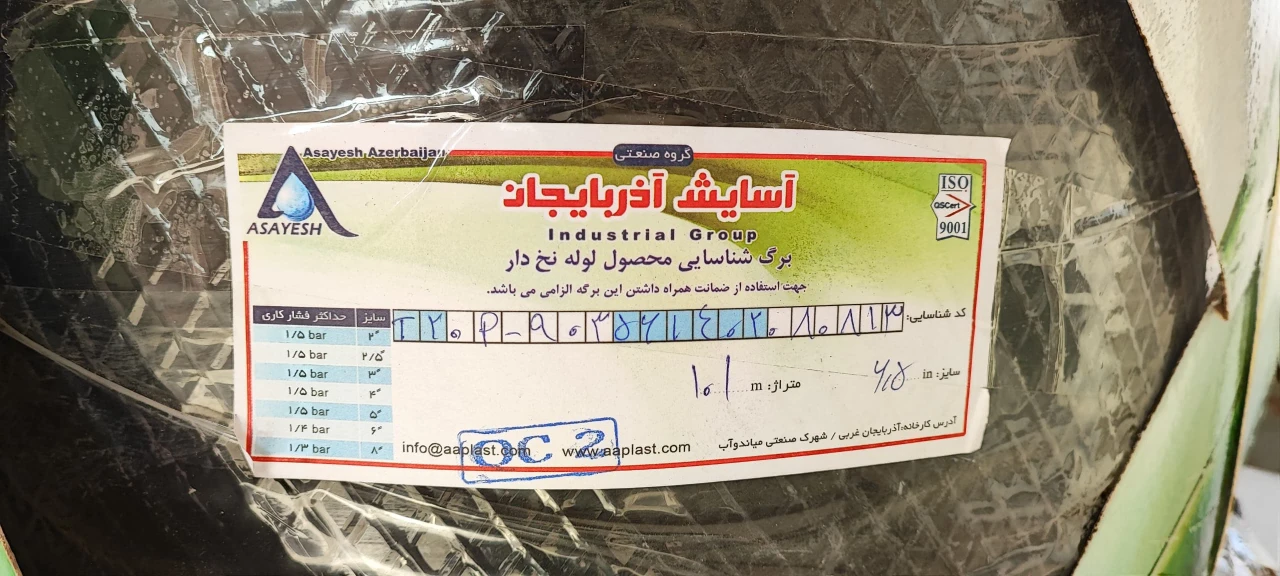 Asayesh Azerbaijan
گروه صنعتی
ASAYESH
آسایش آذربایجان
ISO
QSCert
9001
Industrial Group
برگ شناسایی محصول لوله نخ دار
جهت استفاده از ضمانت همراه داشتن این برگه الزامی می باشد.
کد شناسایی:
سایز حداکثر فشار کاری
۲" ۱/۵ bar
۲/۵" ۱/۵ bar
۳" ۱/۵ bar
۴" ۱/۵ bar
۵" ۱/۵ bar
۶" ۱/۴ bar
۸" ۱/۳ bar
سایز: in ۶٫۵
متراژ: m ۱۰۱
آدرس کارخانه:آذربایجان غربی / شهرک صنعتی میاندوآب
info@aaplast.com www.aaplast.com
QC 2